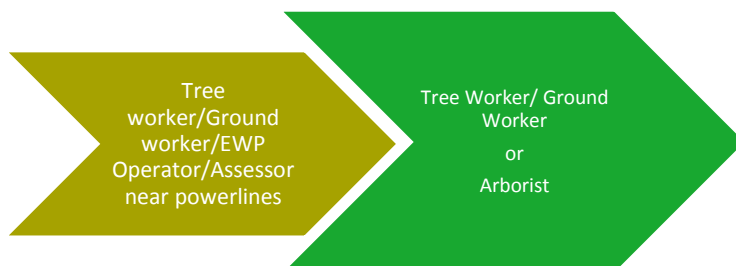 Tree
worker/Ground
worker/EWP
Operator/Assessor
near powerlines
Tree Worker/ Ground
Worker
or
Arborist